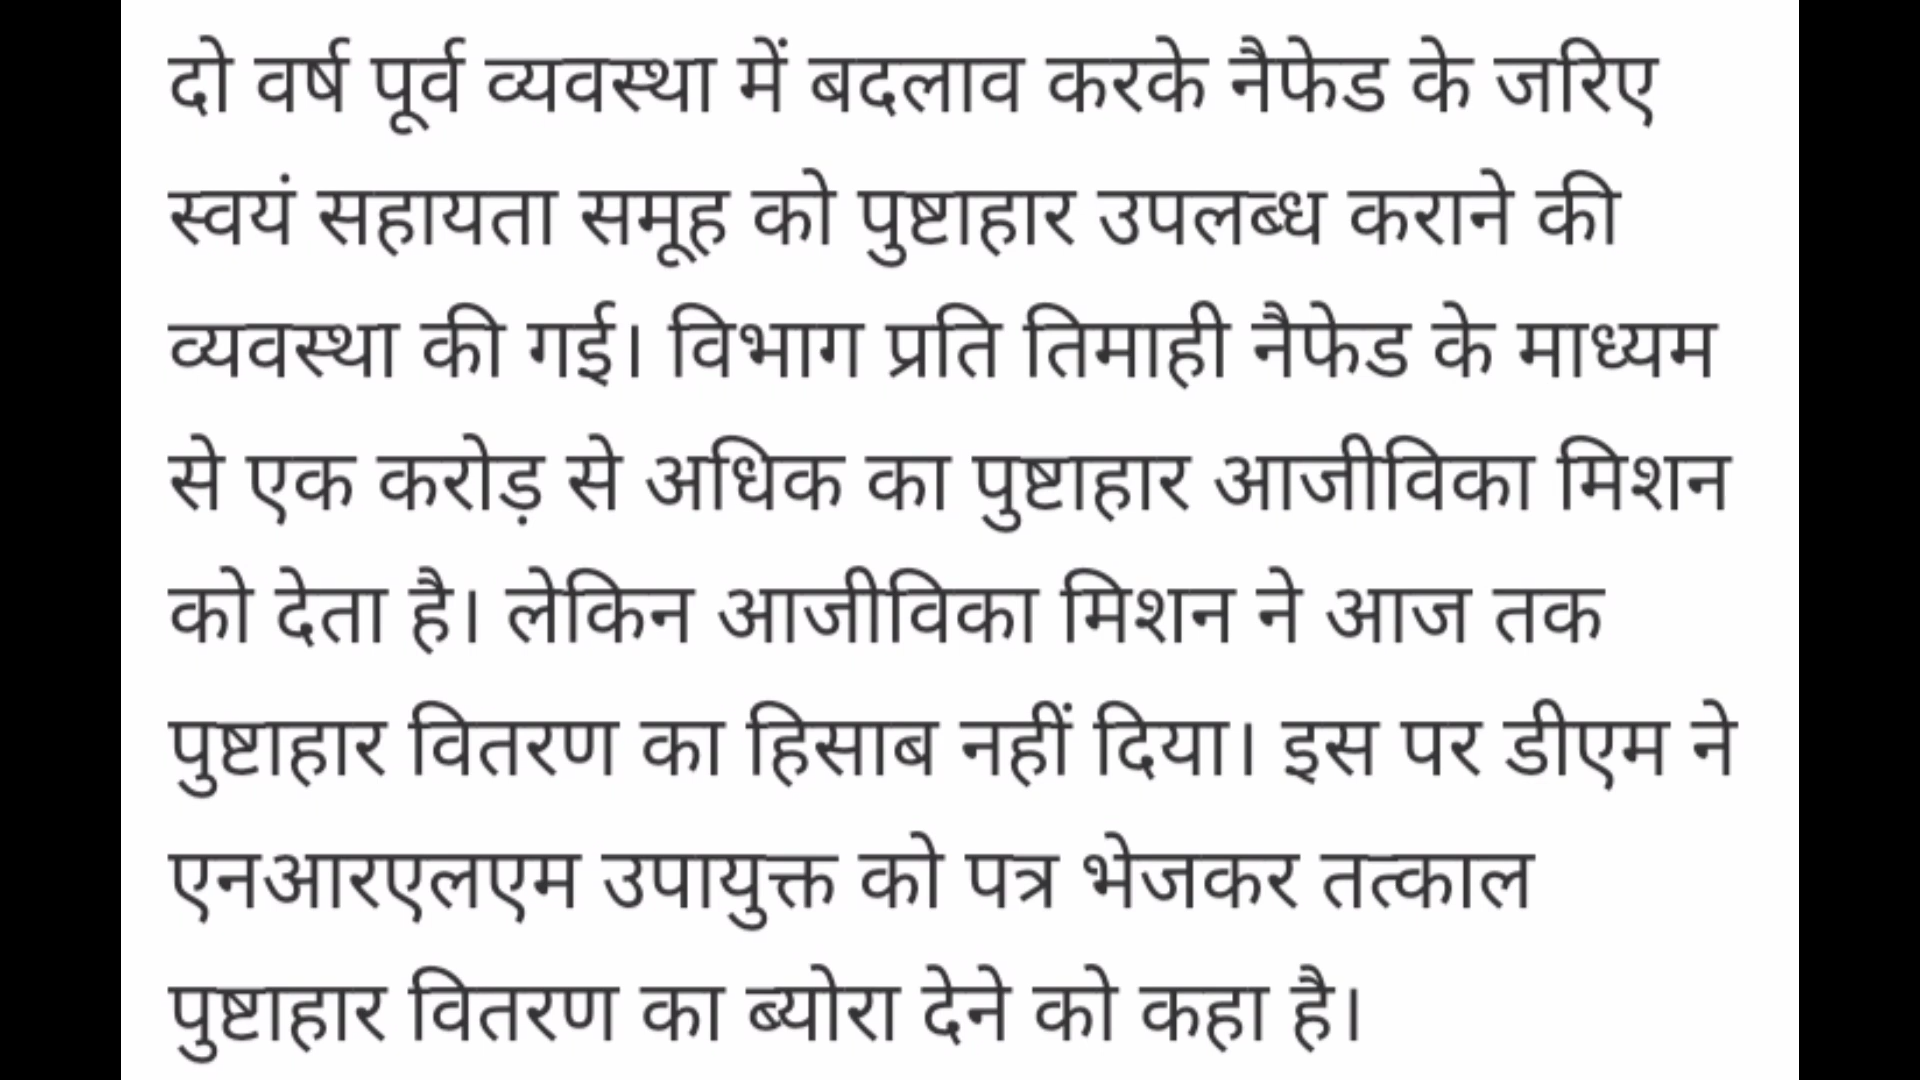 दो वर्ष पूर्व व्यवस्था में बदलाव करके नैफेड के जरिए
स्वयं सहायता समूह को पुष्टाहार उपलब्ध कराने की
व्यवस्था की गई। विभाग प्रति तिमाही नैफेड के माध्यम
से एक करोड़ से अधिक का पुष्टाहार आजीविका मिशन
को देता है। लेकिन आजीविका मिशन ने आज तक
पुष्टाहार वितरण का हिसाब नहीं दिया। इस पर डीएम ने
एनआरएलएम उपायुक्त को पत्र भेजकर तत्काल
पुष्टाहार वितरण का ब्योरा देने को कहा है।